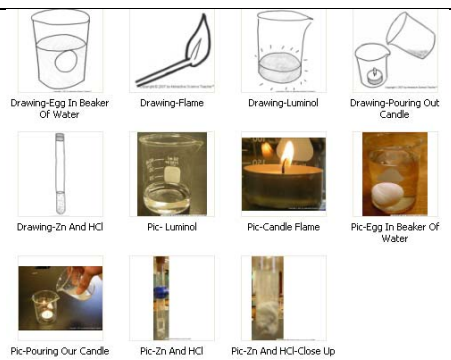 Drawing-Egg In Beaker
Of Water
Drawing-Flame
Drawing-Luminol
Drawing-Pouring Out
Candle
Drawing-Zn And HCl
Pic- Luminol
Pic-Candle Flame
Pic-Egg In Beaker Of
Water
Pic-Pouring Our Candle
Pic-Zn And HCl
Pic-Zn And HCl-Close Up